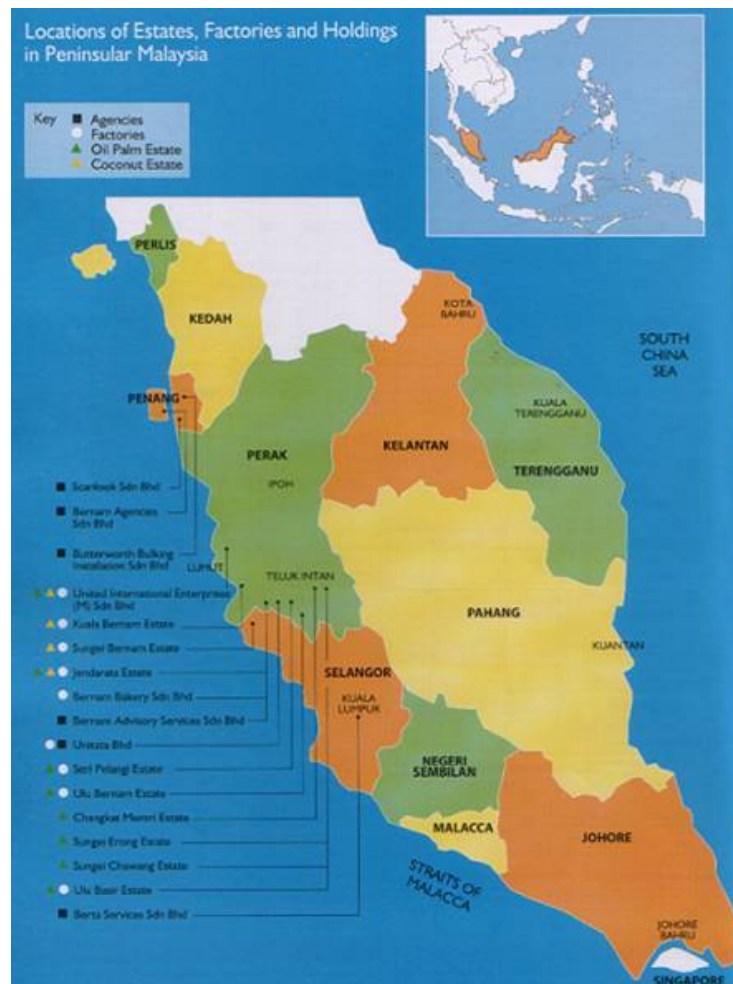 Locations of Estates, Factories and Holdings
in Peninsular Malaysia
Key
Agencies
Factories
Oil Palm Estate
Coconut Estate
PERLIS
KEDAH
PENANG
PERAK
IPOH
KELANTAN
KOTA
BAHRU
KUALA
TERENGGANU
TERENGGANU
SOUTH
CHINA
SEA
LUMUT
TELUK INTAN
PAHANG
KUANTAN
SELANGOR
KUALA
LUMPUR
NEGERI
SEMBILAN
MALACCA
JOHORE
STRAITS OF
MALACCA
JOHORE
BAHRU
SINGAPORE
Sdn Bhd
Bernam Agencies
Sdn Bhd
Butterworth Bulking
Installation Sdn Bhd
United International Enterprises
(M) Sdn Bhd
Kuala Bernam Estate
Sungei Bernam Estate
Jendarata Estate
Bernam Bakery Sdn Bhd
Bernam Advisory Services Sdn Bhd
Unitata Bhd
Seri Pelangi Estate
Ulu Bernam Estate
Changkat Mentri Estate
Sungei Erong Estate
Sungei Chawang Estate
Ulu Basir Estate
Berta Services Sdn Bhd